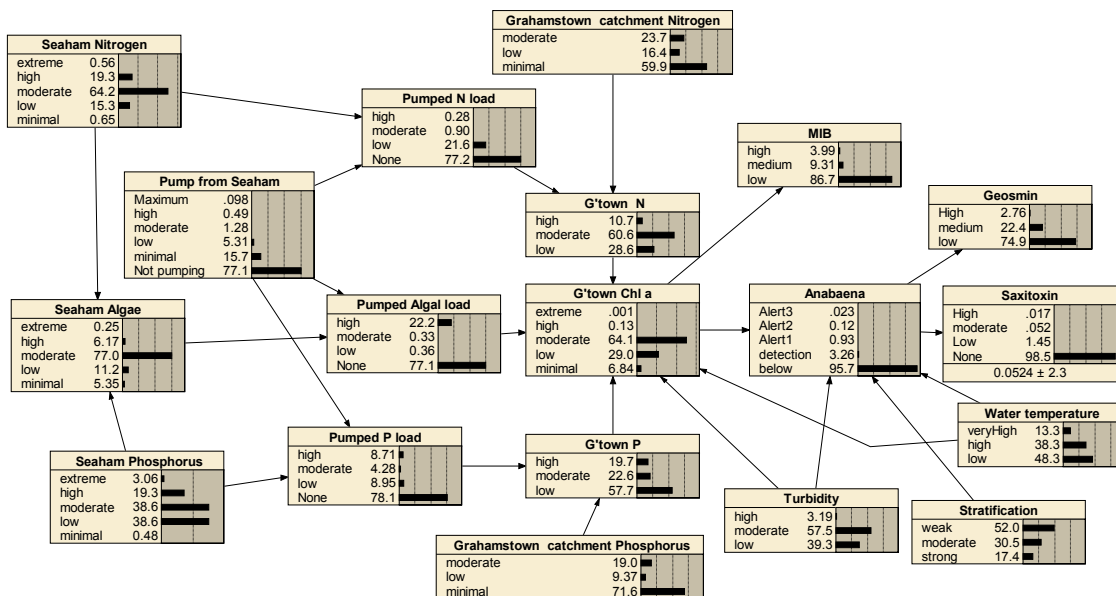 Grahamstown catchment Nitrogen
moderate 23.7
low 16.4
minimal 59.9
Seaham Nitrogen
extreme 0.56
high 19.3
moderate 64.2
low 15.3
minimal 0.65
Pumped N load
high 0.28
moderate 0.90
low 21.6
None 77.2
MIB
high 3.99
medium 9.31
low 86.7
Pump from Seaham
Maximum .098
high 0.49
moderate 1.28
low 5.31
minimal 15.7
Not pumping 77.1
G'town N
high 10.7
moderate 60.6
low 28.6
Geosmin
High 2.76
medium 22.4
low 74.9
Seaham Algae
extreme 0.25
high 6.17
moderate 77.0
low 11.2
minimal 5.35
Pumped Algal load
high 22.2
moderate 0.33
low 0.36
None 77.1
G'town Chl a
extreme .001
high 0.13
moderate 64.1
low 29.0
minimal 6.84
Anabaena
Alert3 .023
Alert2 0.12
Alert1 0.93
detection 3.26
below 95.7
Saxitoxin
High .017
moderate .052
Low 1.45
None 98.5
0.0524 ± 2.3
Water temperature
veryHigh 13.3
high 38.3
low 48.3
Pumped P load
high 8.71
moderate 4.28
low 8.95
None 78.1
G'town P
high 19.7
moderate 22.6
low 57.7
Seaham Phosphorus
extreme 3.06
high 19.3
moderate 38.6
low 38.6
minimal 0.48
Turbidity
high 3.19
moderate 57.5
low 39.3
Stratification
weak 52.0
moderate 30.5
strong 17.4
Grahamstown catchment Phosphorus
moderate 19.0
low 9.37
minimal 71.6